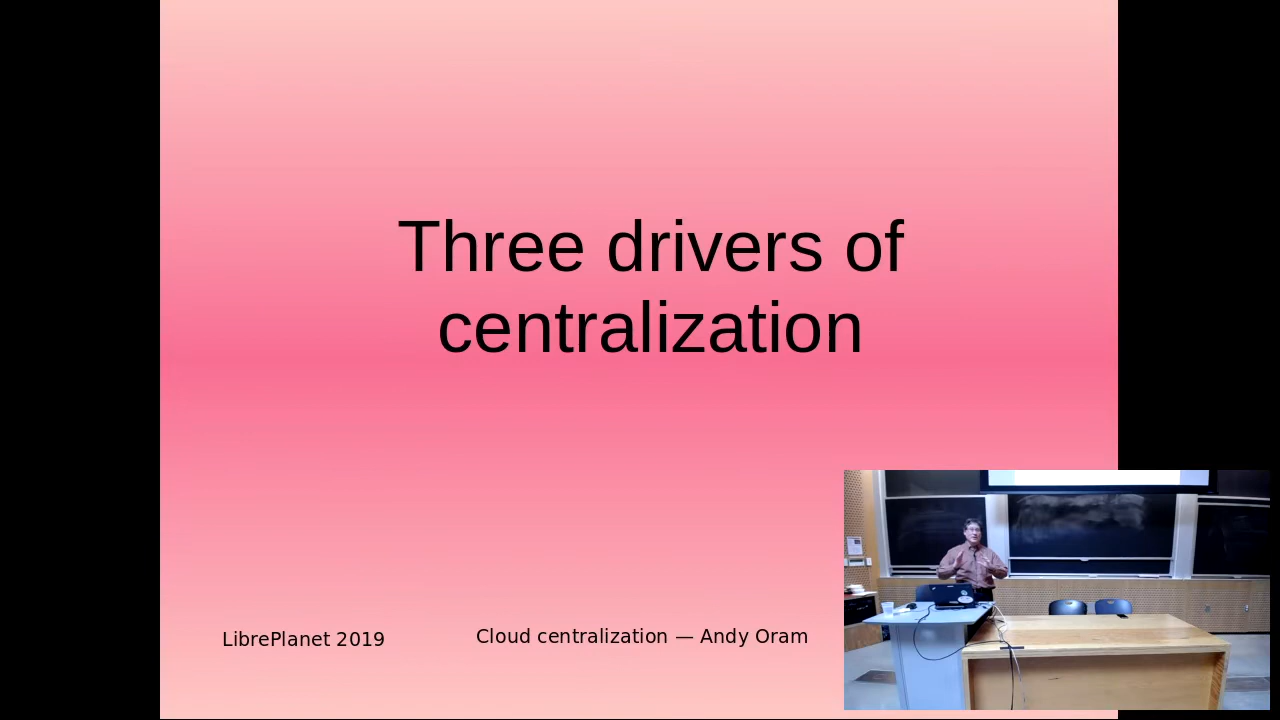 Three drivers of
centralization
LibrePlanet 2019
Cloud centralization — Andy Oram